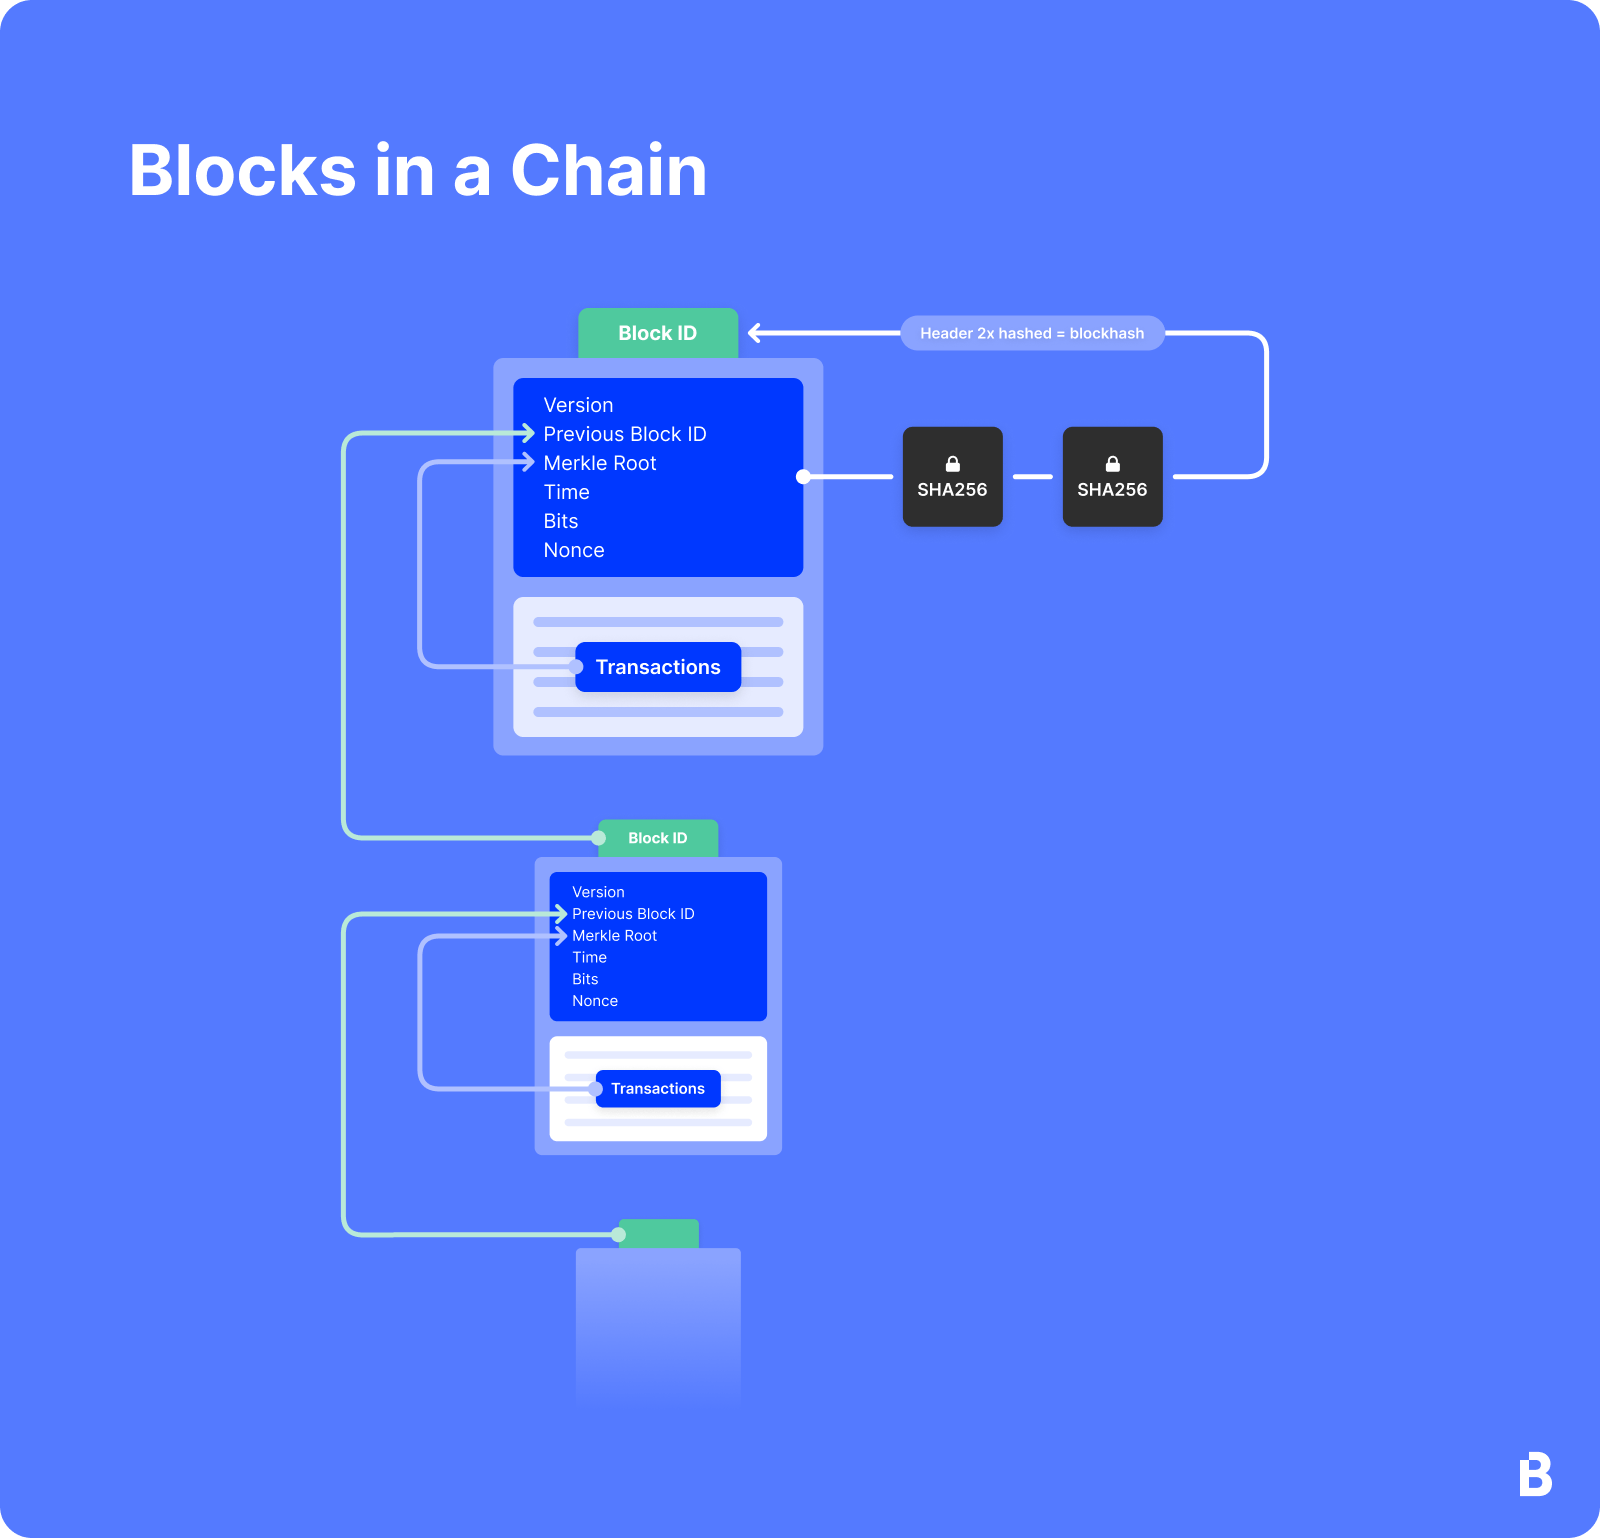 Blocks in a Chain
Block ID
Header 2x hashed = blockhash
Version
Previous Block ID
Merkle Root
Time
Bits
Nonce
SHA256
SHA256
Transactions
Block ID
Version
Previous Block ID
Merkle Root
Time
Bits
Nonce
Transactions
B